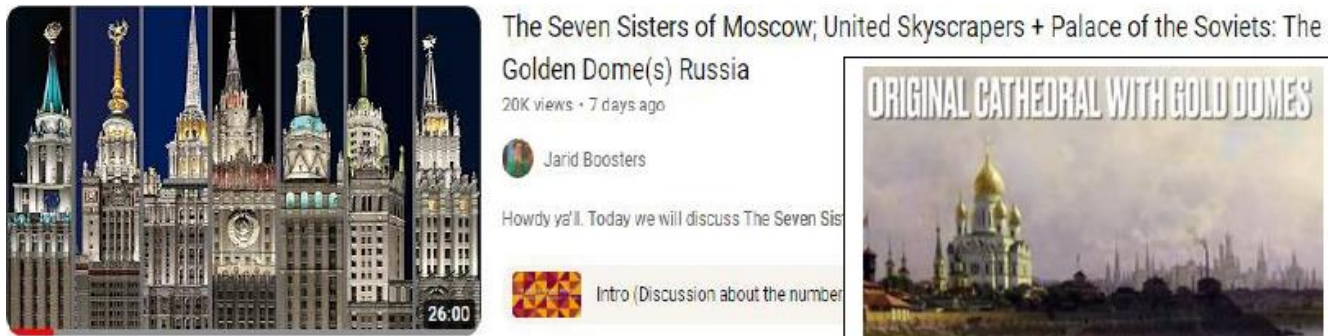 The Seven Sisters of Moscow; United Skyscrapers + Palace of the Soviets: The
Golden Dome(s) Russia
20K views • 7 days ago
Jarid Boosters
Howdy ya'll. Today we will discuss The Seven Sis
Intro (Discussion about the number
26:00
ORIGINAL CATHEDRAL WITH GOLD DOMES